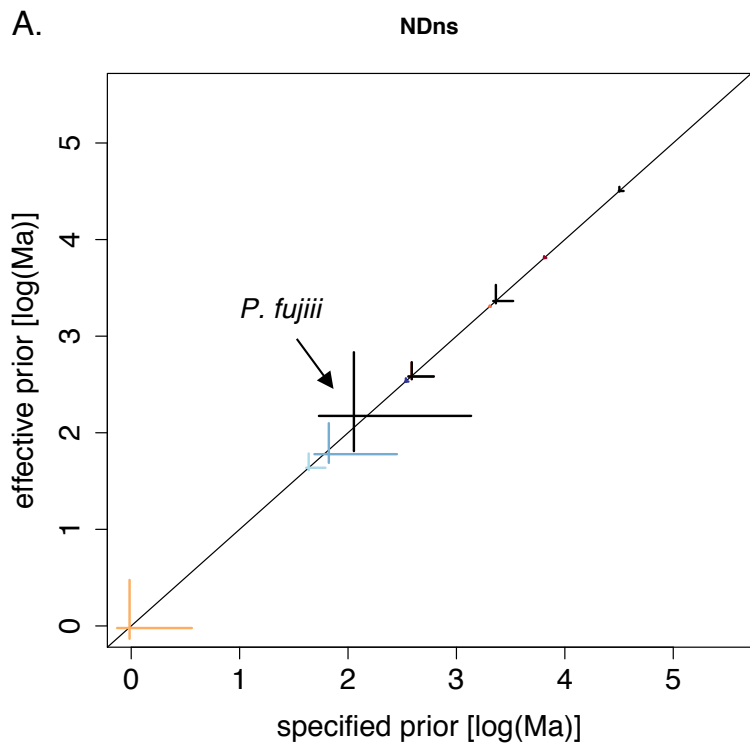 A.
NDns
effective prior [log(Ma)]
5
4
3
2
1
0
P. fujiii
0 1 2 3 4 5
specified prior [log(Ma)]